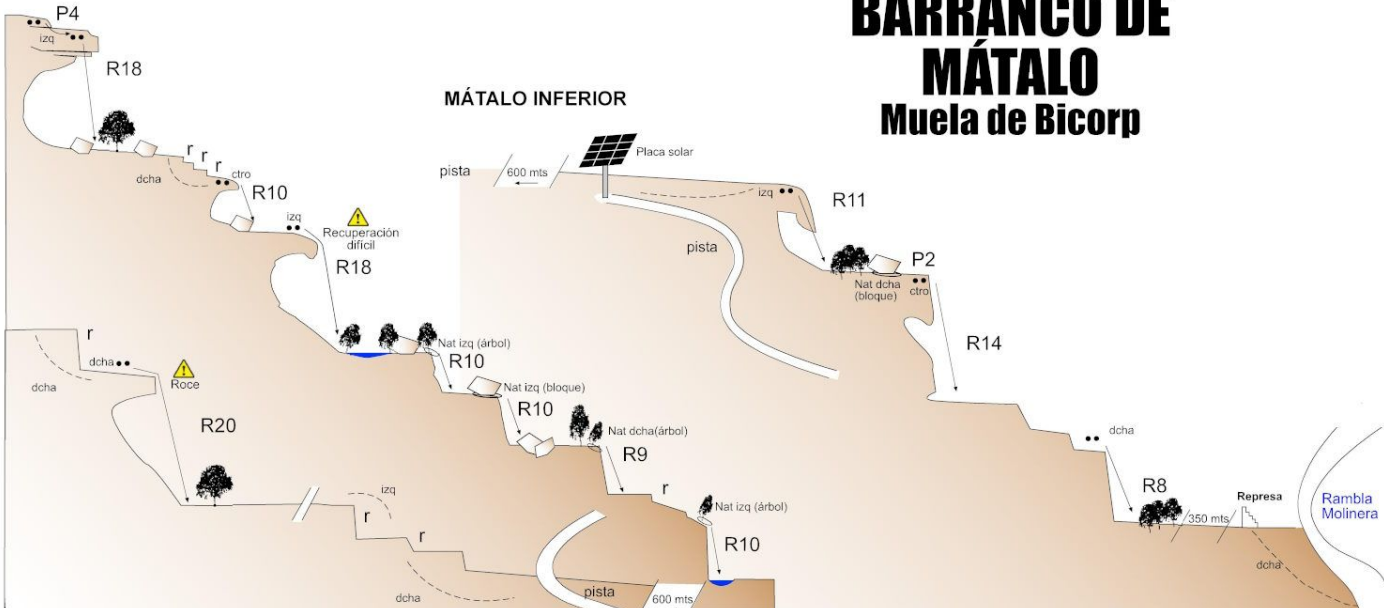 BARRANCO DE
MÁTALO
Muela de Bicorp
P4
izq
R18
r
r
r
dcha
ctro
R10
izq
Recuperación
difícil
R18
Nat izq (árbol)
R10
Nat izq (bloque)
R10
Nat dcha(árbol)
R9
r
Nat izq (árbol)
R10
r
dcha
dcha
Roce
R20
izq
r
r
dcha
pista
600 mts
MÁTALO INFERIOR
pista
600 mts
Placa solar
pista
izq
R11
Nat dcha
(bloque)
P2
ctro
R14
dcha
R8
350 mts
Represa
dcha
Rambla
Molinera